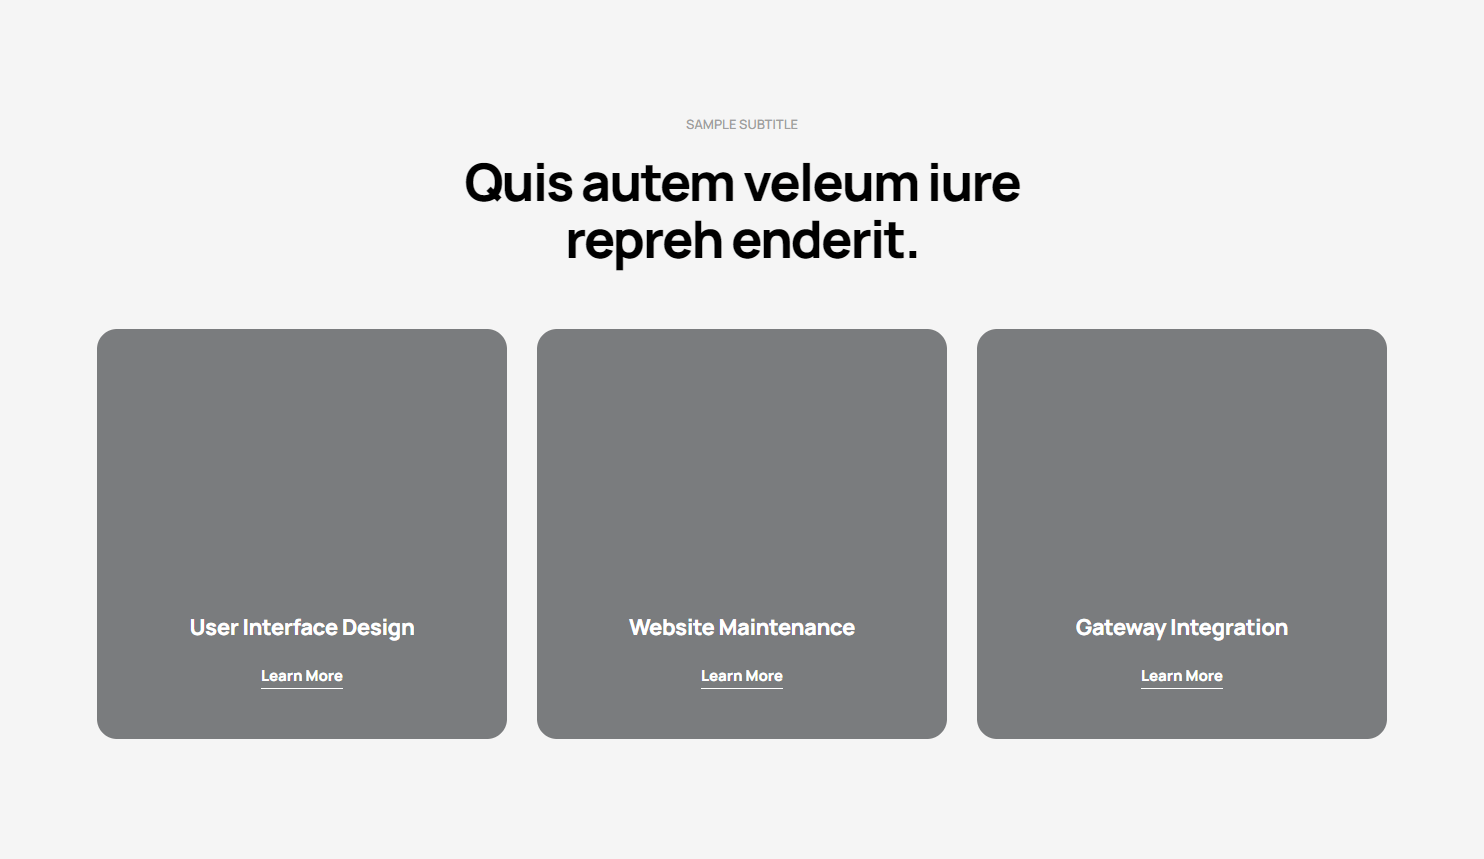 SAMPLE SUBTITLE
Quis autem veleum iure
repreh enderit.
User Interface Design
Learn More
Website Maintenance
Learn More
Gateway Integration
Learn More